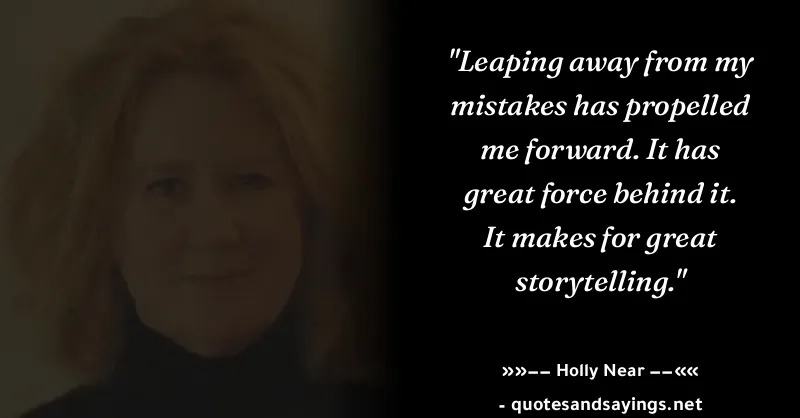 "Leaping away from my
mistakes has propelled
me forward. It has
great force behind it.
It makes for great
storytelling."
»»−− Holly Near −−««
- quotesandsayings.net